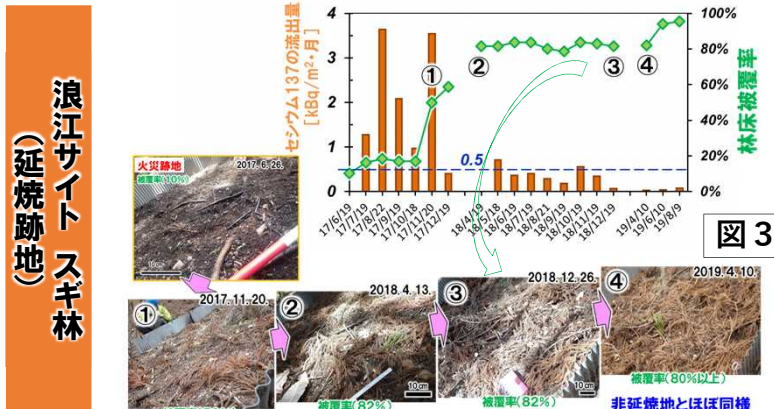 浪江サイト スギ林
（延焼跡地）
セシウム137の流出量
[kBq/m²・月]
4
3
2
1
0
0.5
①
②
③
④
100%
80%
60%
40%
20%
0%
林床被覆率
17/6/19
17/7/19
17/8/22
17/9/19
17/10/18
17/11/20
17/12/19
18/4/19
18/5/18
18/6/19
18/7/19
18/8/21
18/9/19
18/10/19
18/11/19
18/12/19
19/4/10
19/6/10
19/8/9
図3
火災跡地
2017.6.26.
被覆率(10%)
10cm
①
2017.11.20.
②
2018.4.13.
被覆率(82%)
10cm
③
2018.12.26.
被覆率(82%)
10cm
④
2019.4.10.
被覆率(80%以上)
非延焼地とほぼ同様